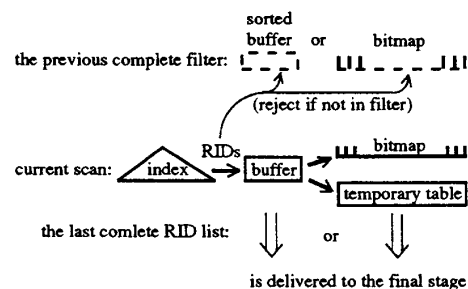 sorted
buffer or bitmap
the previous complete filter:
(reject if not in filter)
RIDs bitmap
current scan: index buffer
temporary table
the last comlete RID list: or
is delivered to the final stage